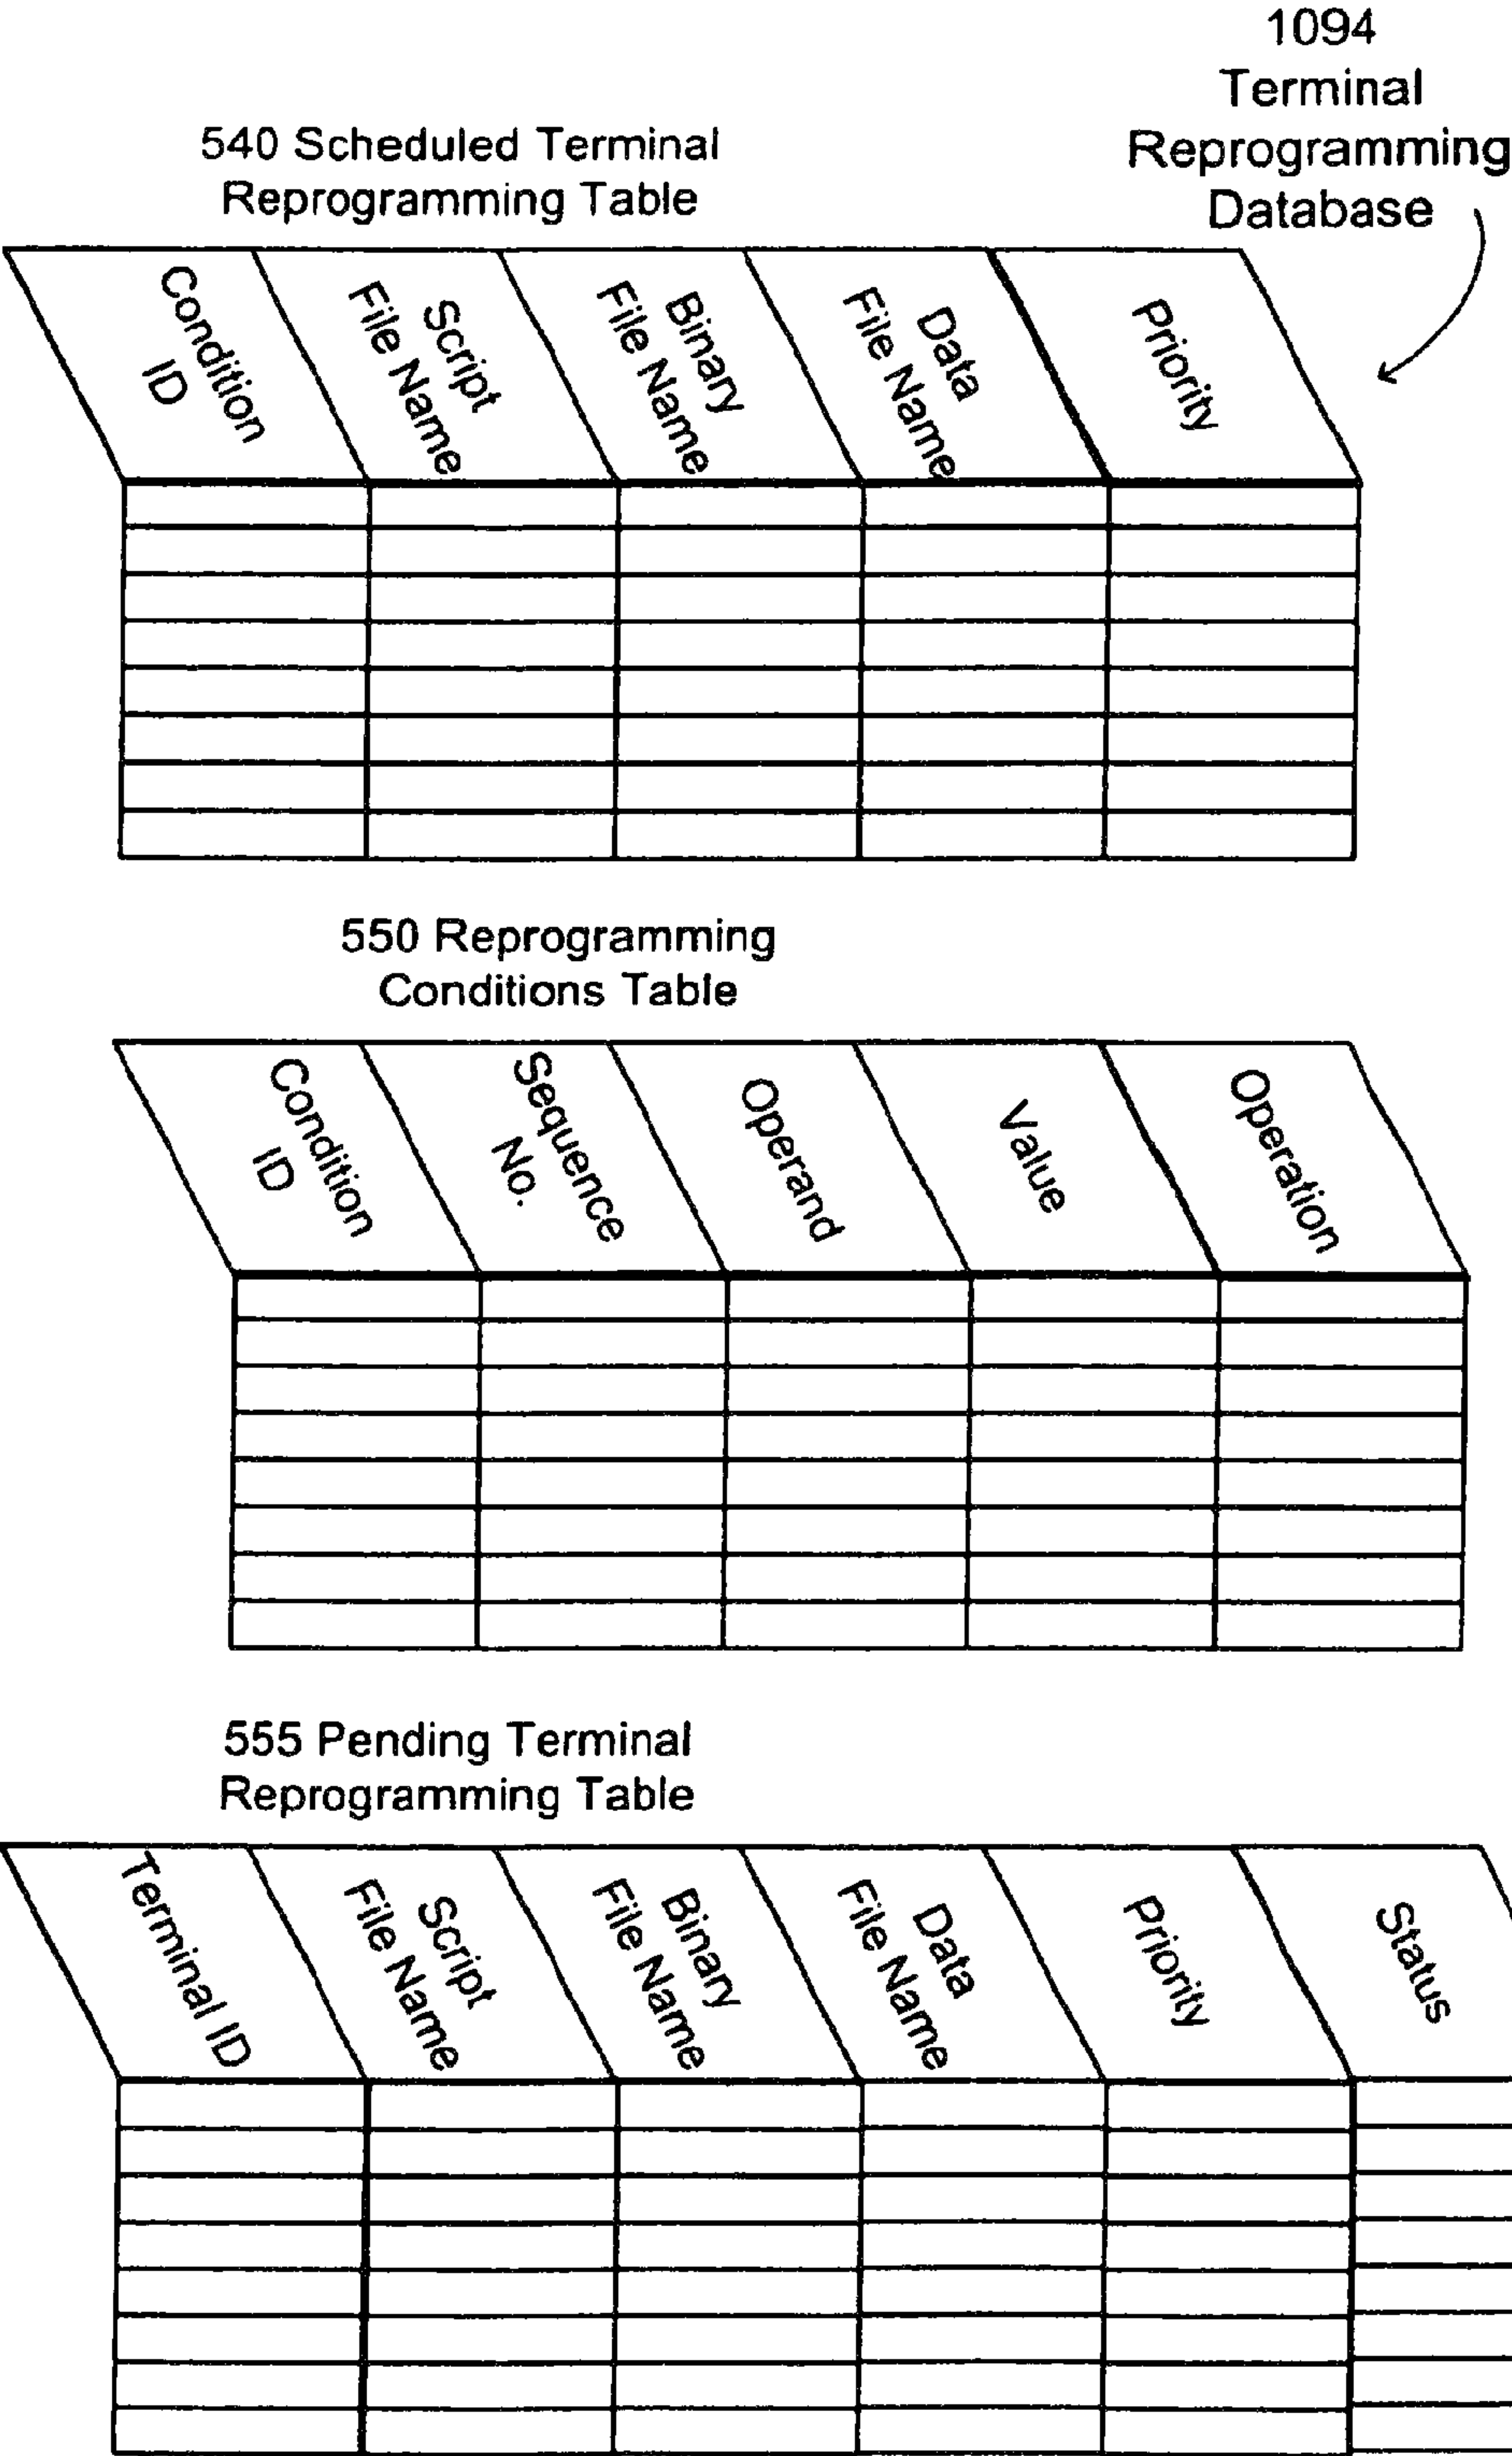 1094
Terminal
Reprogramming
Database
540 Scheduled Terminal
Reprogramming Table
Condition
ID
Script
File Name
Binary
File Name
Data
File Name
Priority
550 Reprogramming
Conditions Table
Condition
ID
Sequence
No.
Operand
Value
Operation
555 Pending Terminal
Reprogramming Table
Terminal ID
Script
File Name
Binary
File Name
Data
File Name
Priority
Status